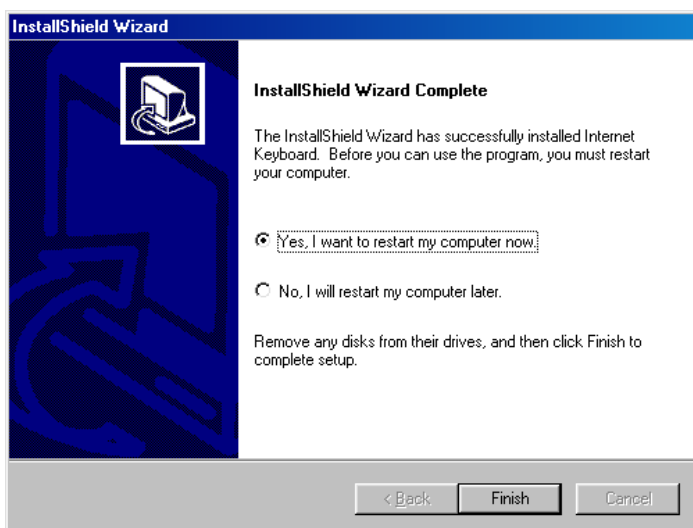 InstallShield Wizard
InstallShield Wizard Complete
The InstallShield Wizard has successfully installed Internet
Keyboard. Before you can use the program, you must restart
your computer.
Yes, I want to restart my computer now.
No, I will restart my computer later.
Remove any disks from their drives, and then click Finish to
complete setup.
< Back Finish Cancel